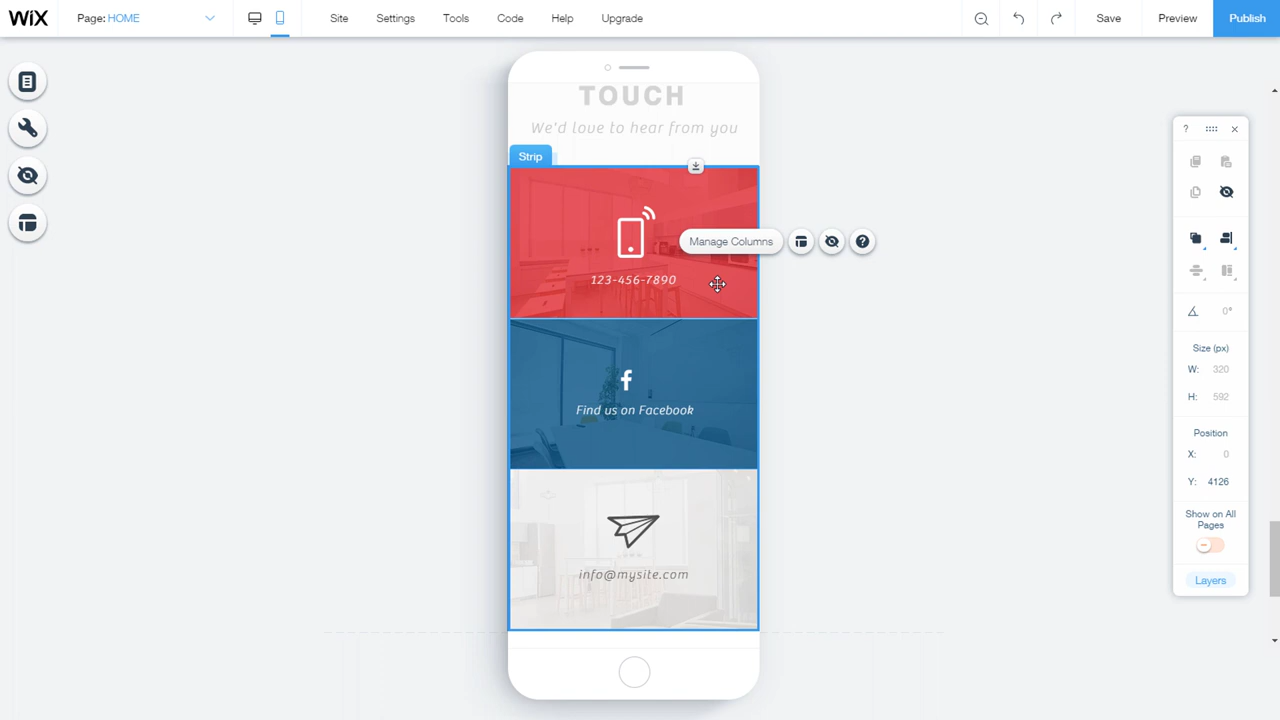 WiX
Page: HOME
Site
Settings
Tools
Code
Help
Upgrade
Save
Preview
Publish
TOUCH
We'd love to hear from you
Strip
Manage Columns
?
123-456-7890
Find us on Facebook
info@mysite.com
?
0°
Size (px)
W: 320
H: 592
Position
X: 0
Y: 4126
Show on All
Pages
Layers